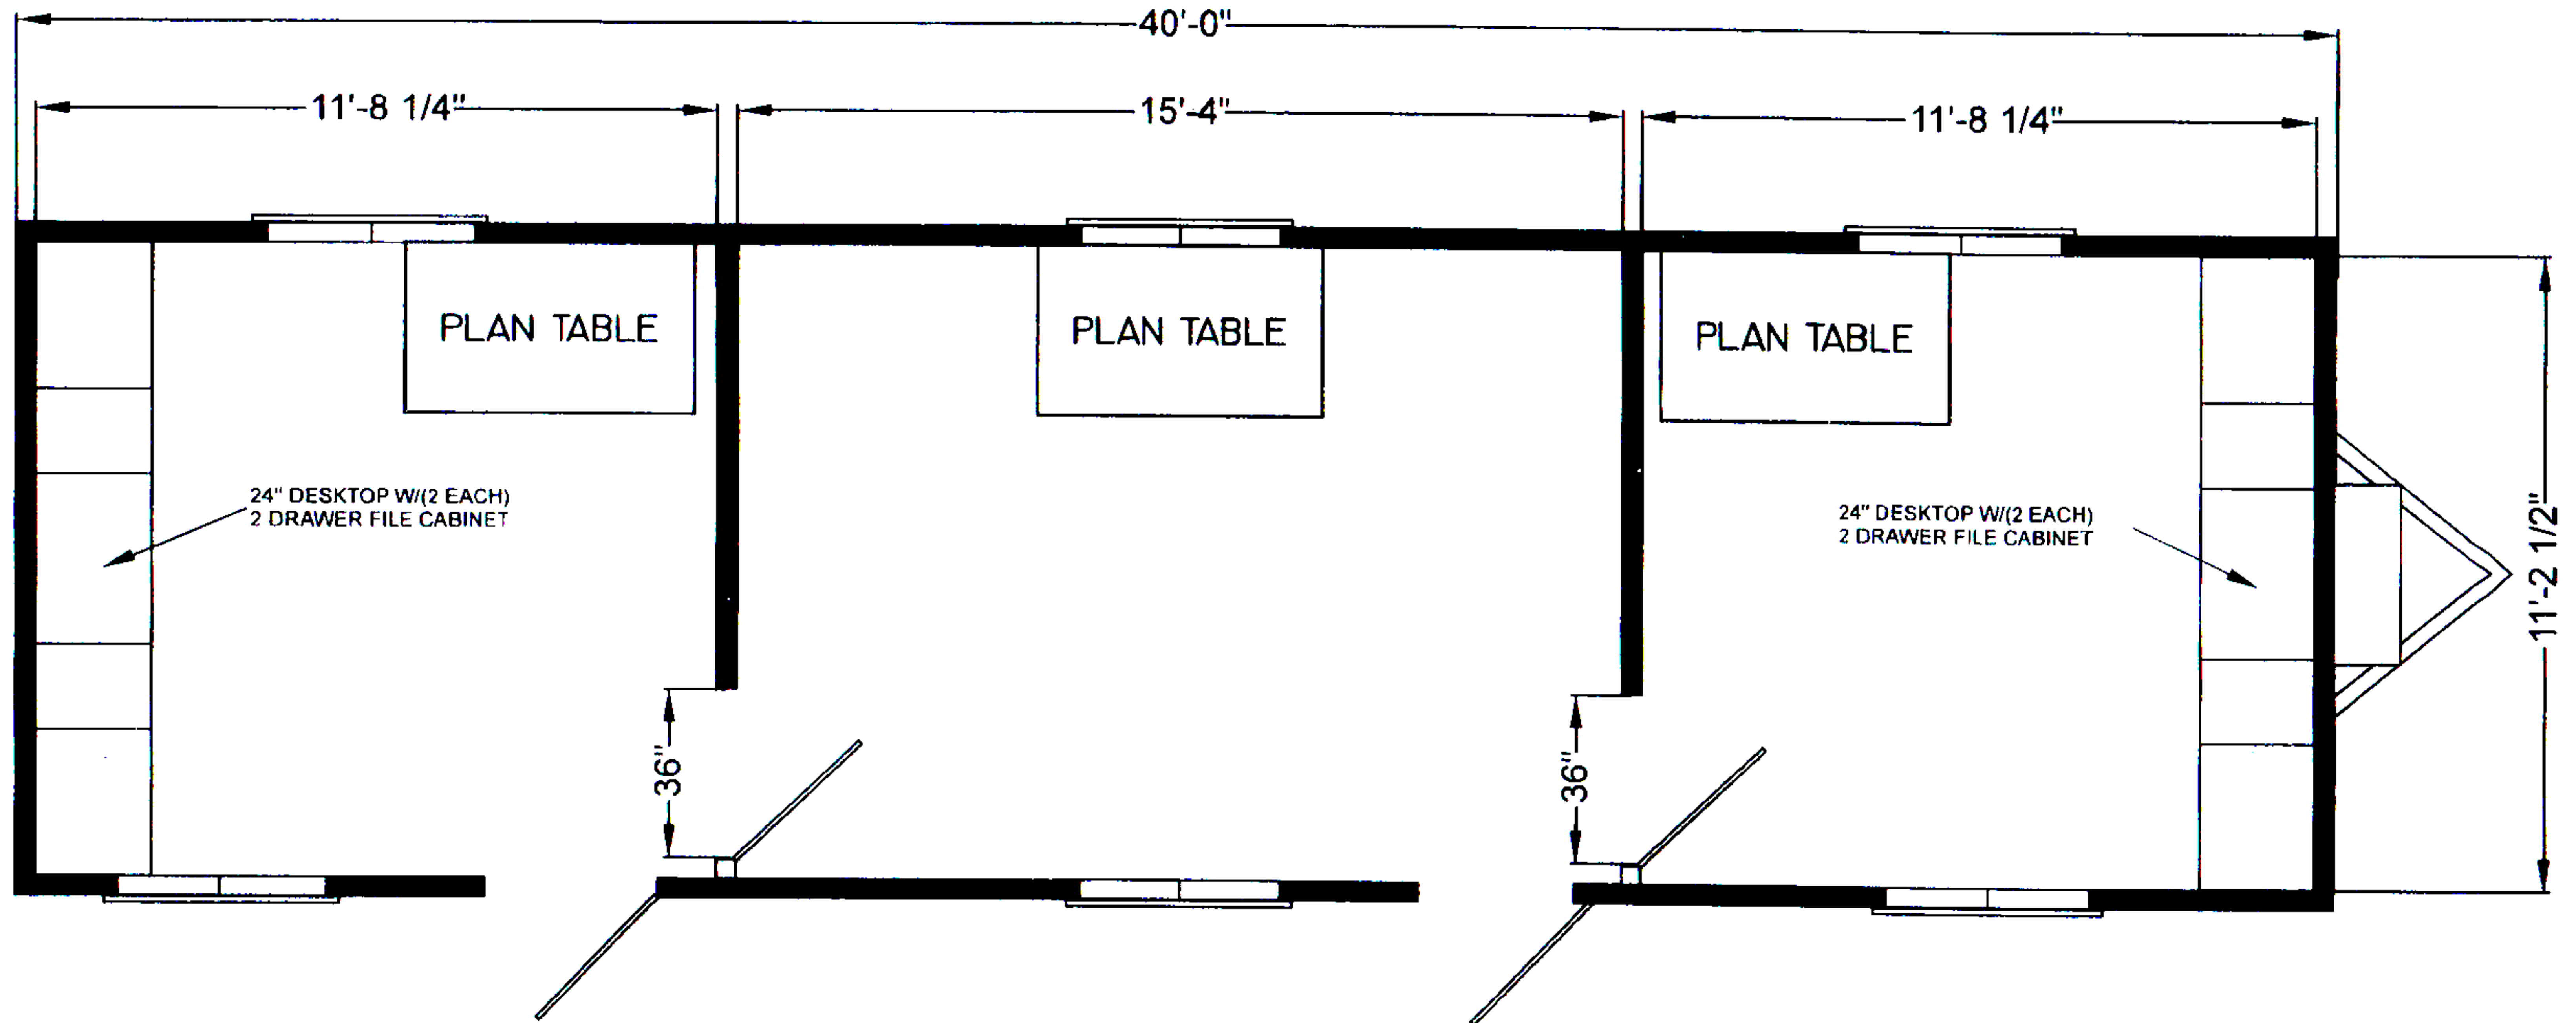 40'-0"
11'-8 1/4"
15'-4"
11'-8 1/4"
PLAN TABLE
PLAN TABLE
PLAN TABLE
24" DESKTOP W/(2 EACH)
2 DRAWER FILE CABINET
24" DESKTOP W/(2 EACH)
2 DRAWER FILE CABINET
11'-2 1/2"
36"
36"